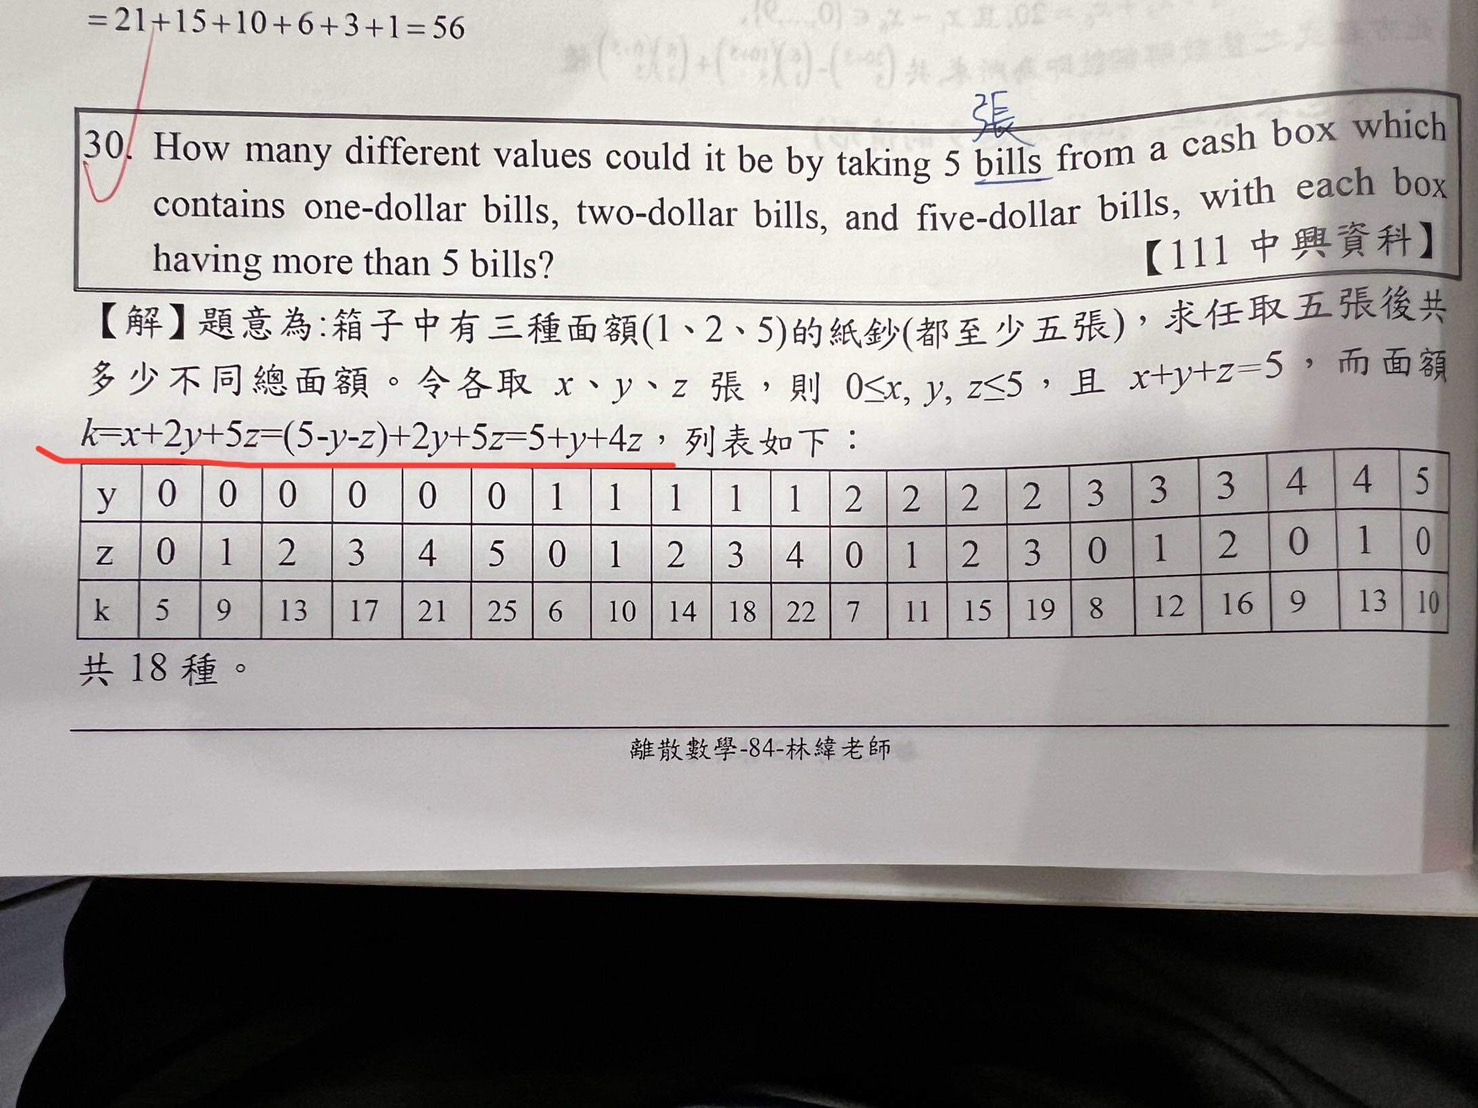 =21+15+10+6+3+1=56
張
30. How many different values could it be by taking 5 bills from a cash box which
contains one-dollar bills, two-dollar bills, and five-dollar bills, with each box
having more than 5 bills? 【111 中興資科】
【解】題意為:箱子中有三種面額(1、2、5)的紙鈔(都至少五張)，求任取五張後共
多少不同總面額。令各取 x、y、z 張，則 0≤x, y, z≤5，且 x+y+z=5，而面額
k=x+2y+5z=(5-y-z)+2y+5z=5+y+4z，列表如下：
y 0 0 0 0 0 0 1 1 1 1 1 2 2 2 2 3 3 3 4 4 5
z 0 1 2 3 4 5 0 1 2 3 4 0 1 2 3 0 1 2 0 1 0
k 5 9 13 17 21 25 6 10 14 18 22 7 11 15 19 8 12 16 9 13 10
共 18 種。
離散數學-84-林緯老師